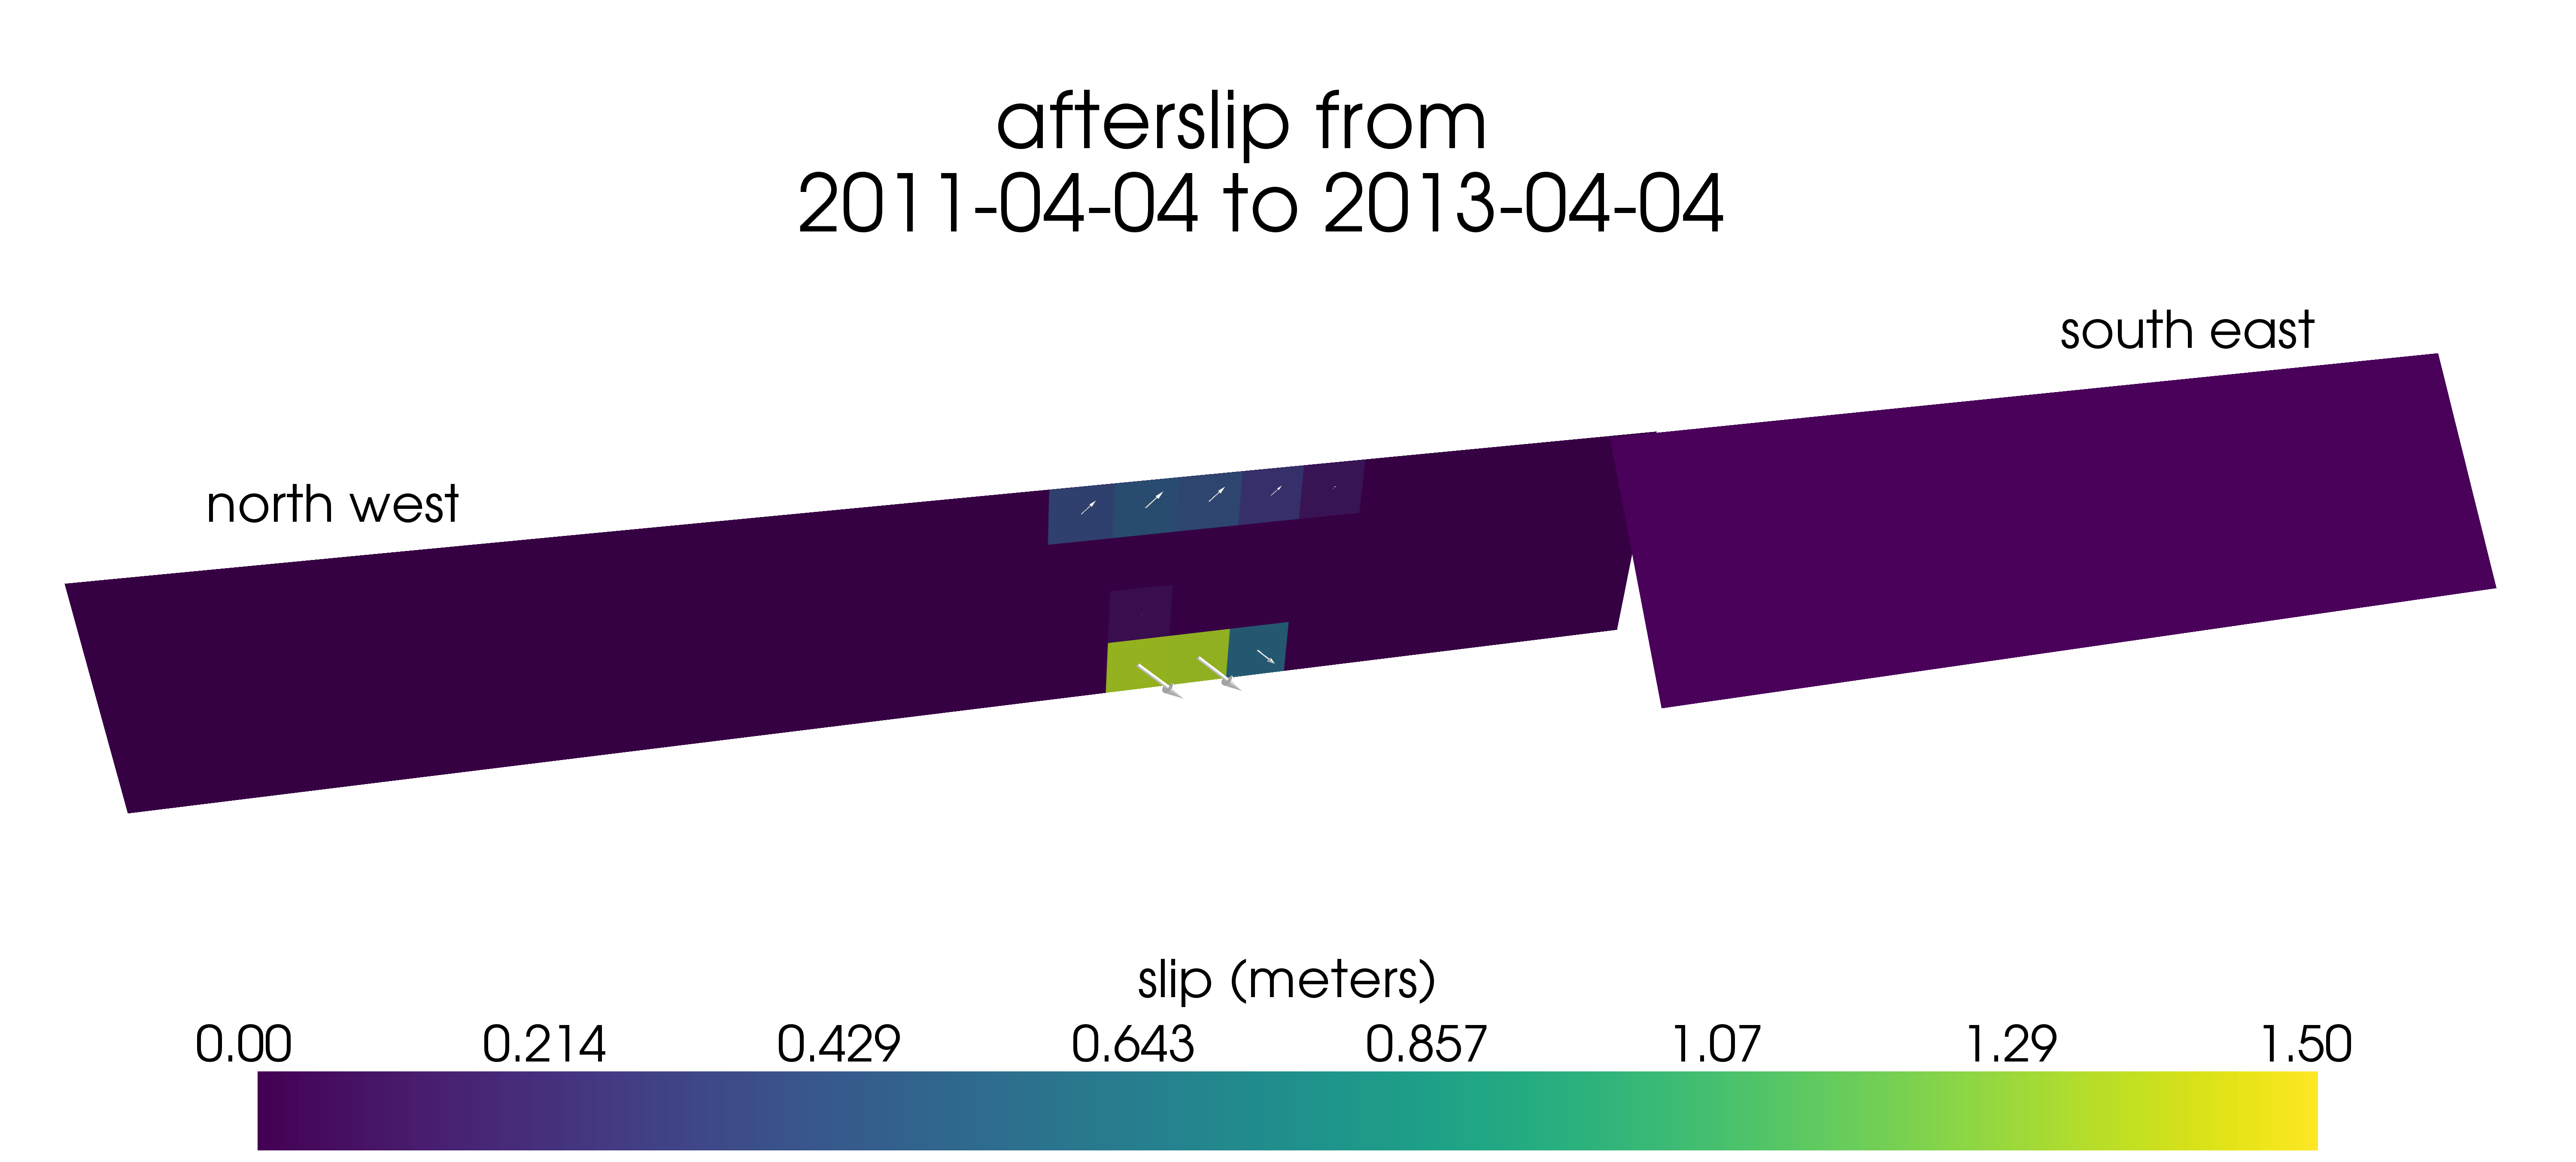 afterslip from
2011-04-04 to 2013-04-04
south east
north west
slip (meters)
0.00 0.214 0.429 0.643 0.857 1.07 1.29 1.50